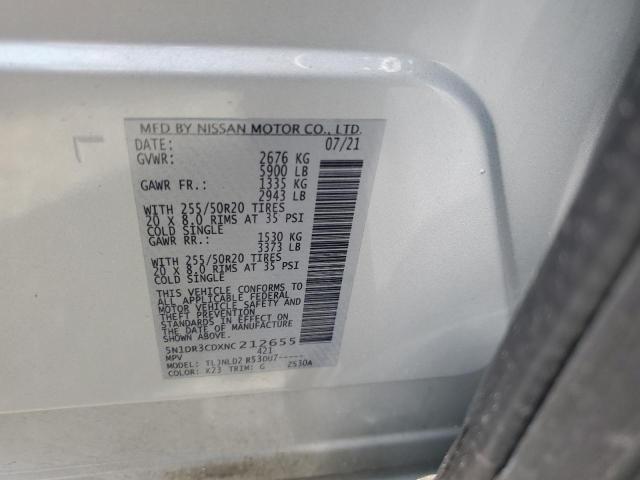 MFD BY NISSAN MOTOR CO., LTD.
DATE: 07/21
GVWR: 2676 KG
5900 LB
GAWR FR.: 1335 KG
2943 LB
WITH 255/50R20 TIRES
20 X 8.0 RIMS AT 35 PSI
COLD SINGLE
GAWR RR.: 1530 KG
3373 LB
WITH 255/50R20 TIRES
20 X 8.0 RIMS AT 35 PSI
COLD SINGLE
THIS VEHICLE CONFORMS TO
ALL APPLICABLE FEDERAL
MOTOR VEHICLE SAFETY AND
THEFT PREVENTION
STANDARDS IN EFFECT ON
THE DATE OF MANUFACTURE
SHOWN ABOVE.
5N1DR3CDXNC212655
MPV 421
MODEL: TLJNLD2 R53DU7-----
COLOR: K23 TRIM: G ZS30A